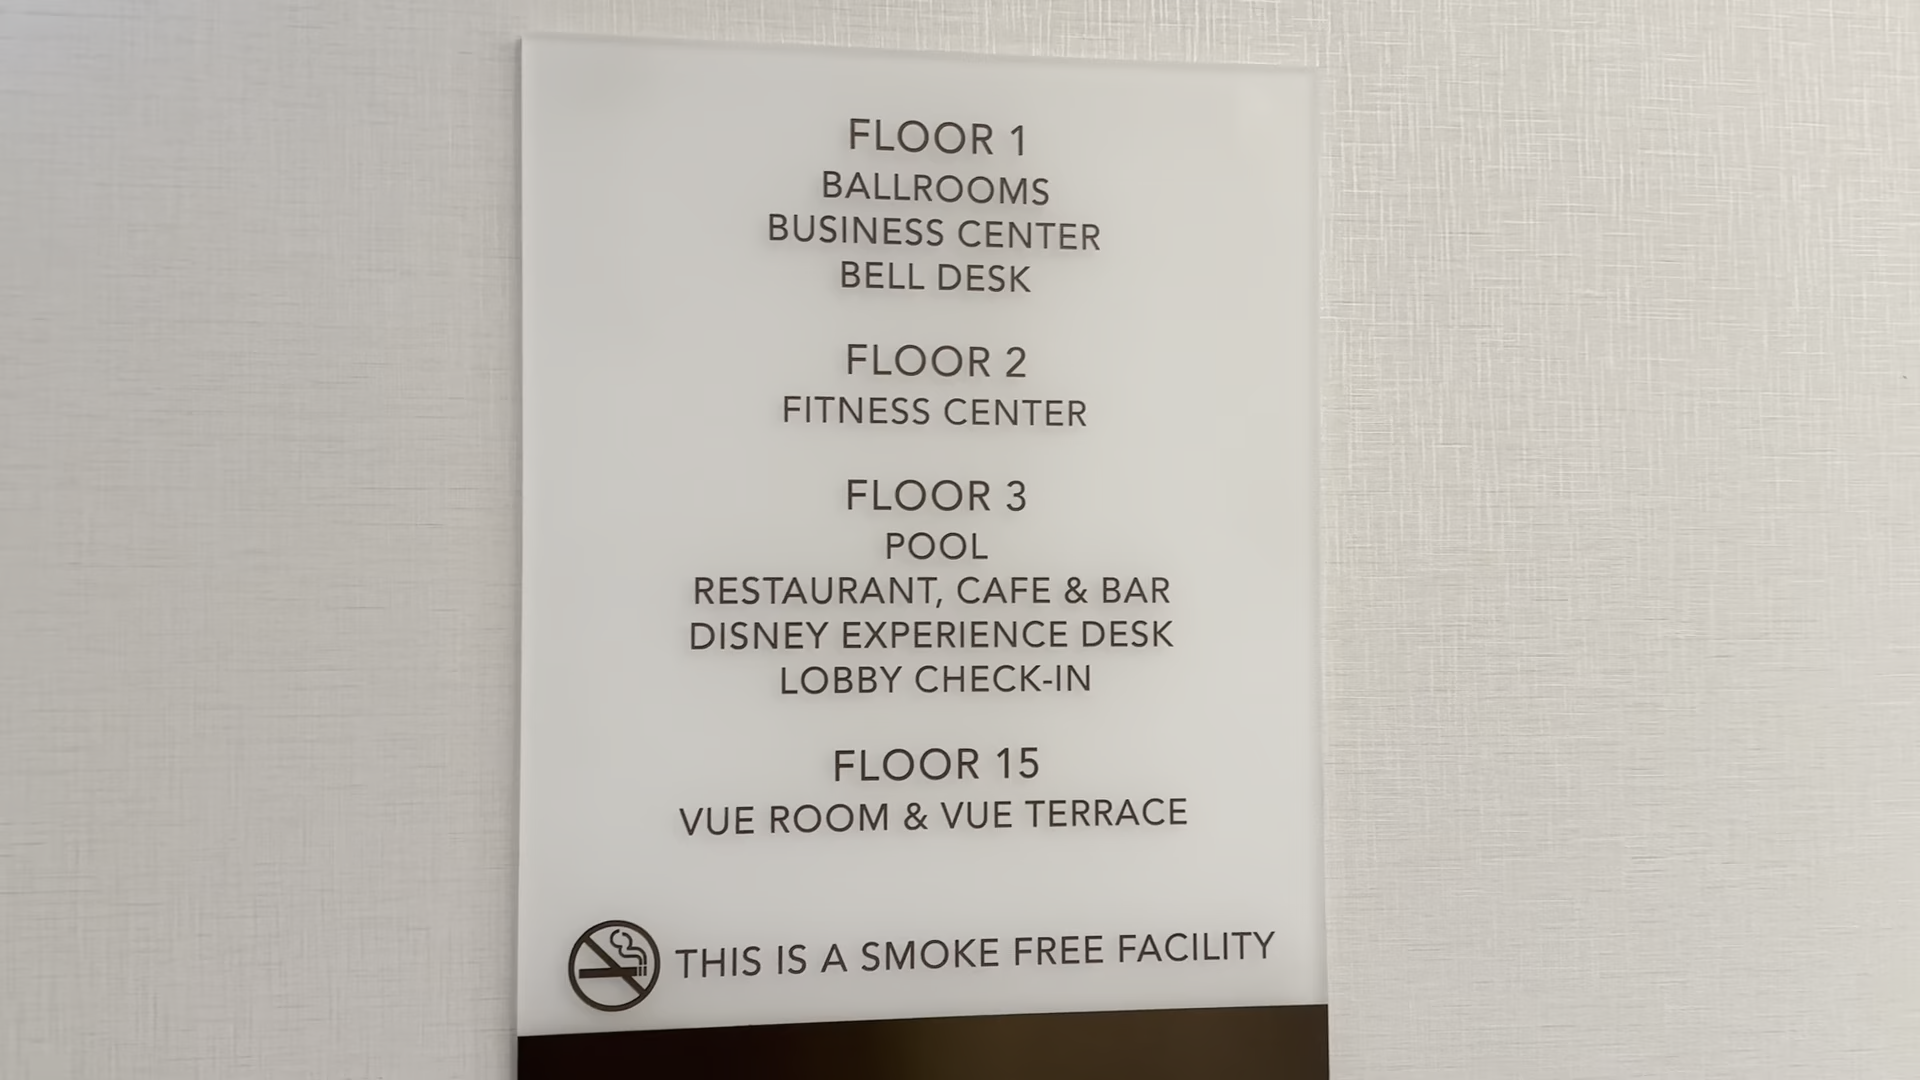 FLOOR 1
BALLROOMS
BUSINESS CENTER
BELL DESK
FLOOR 2
FITNESS CENTER
FLOOR 3
POOL
RESTAURANT, CAFE & BAR
DISNEY EXPERIENCE DESK
LOBBY CHECK-IN
FLOOR 15
VUE ROOM & VUE TERRACE
THIS IS A SMOKE FREE FACILITY